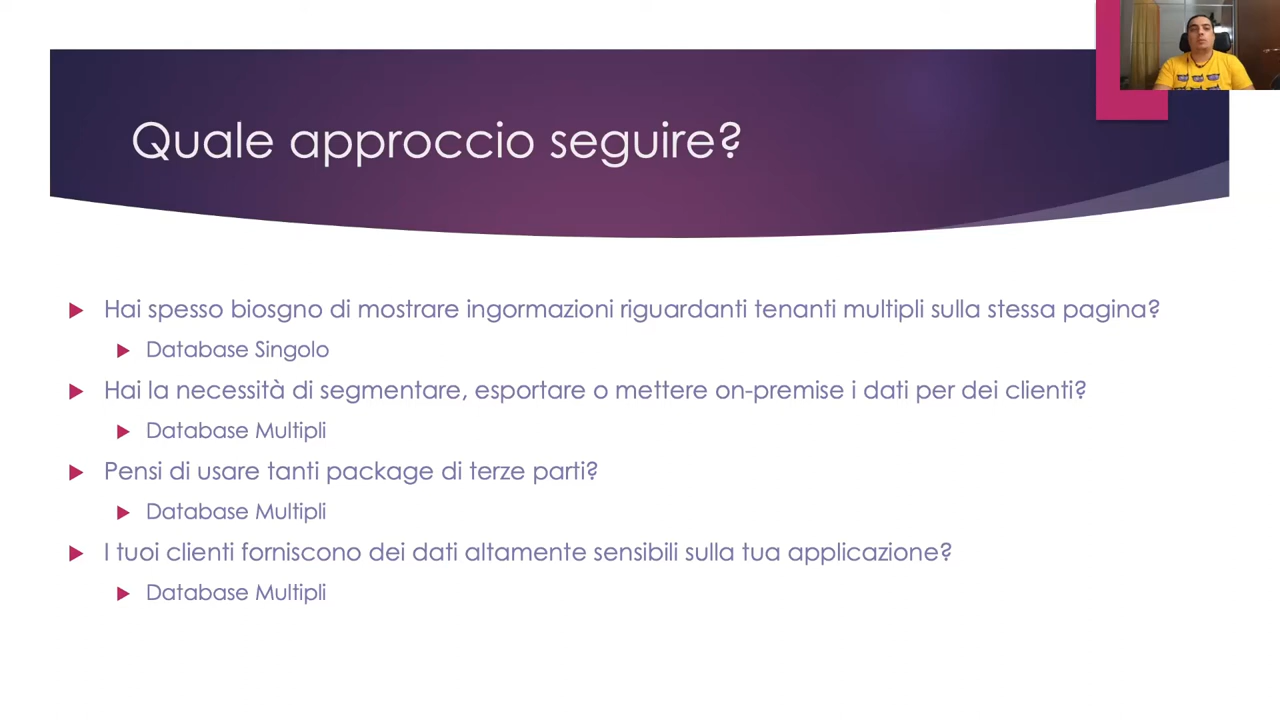 Quale approccio seguire?
Hai spesso biosgno di mostrare ingormazioni riguardanti tenanti multipli sulla stessa pagina?
Database Singolo
Hai la necessità di segmentare, esportare o mettere on-premise i dati per dei clienti?
Database Multipli
Pensi di usare tanti package di terze parti?
Database Multipli
I tuoi clienti forniscono dei dati altamente sensibili sulla tua applicazione?
Database Multipli